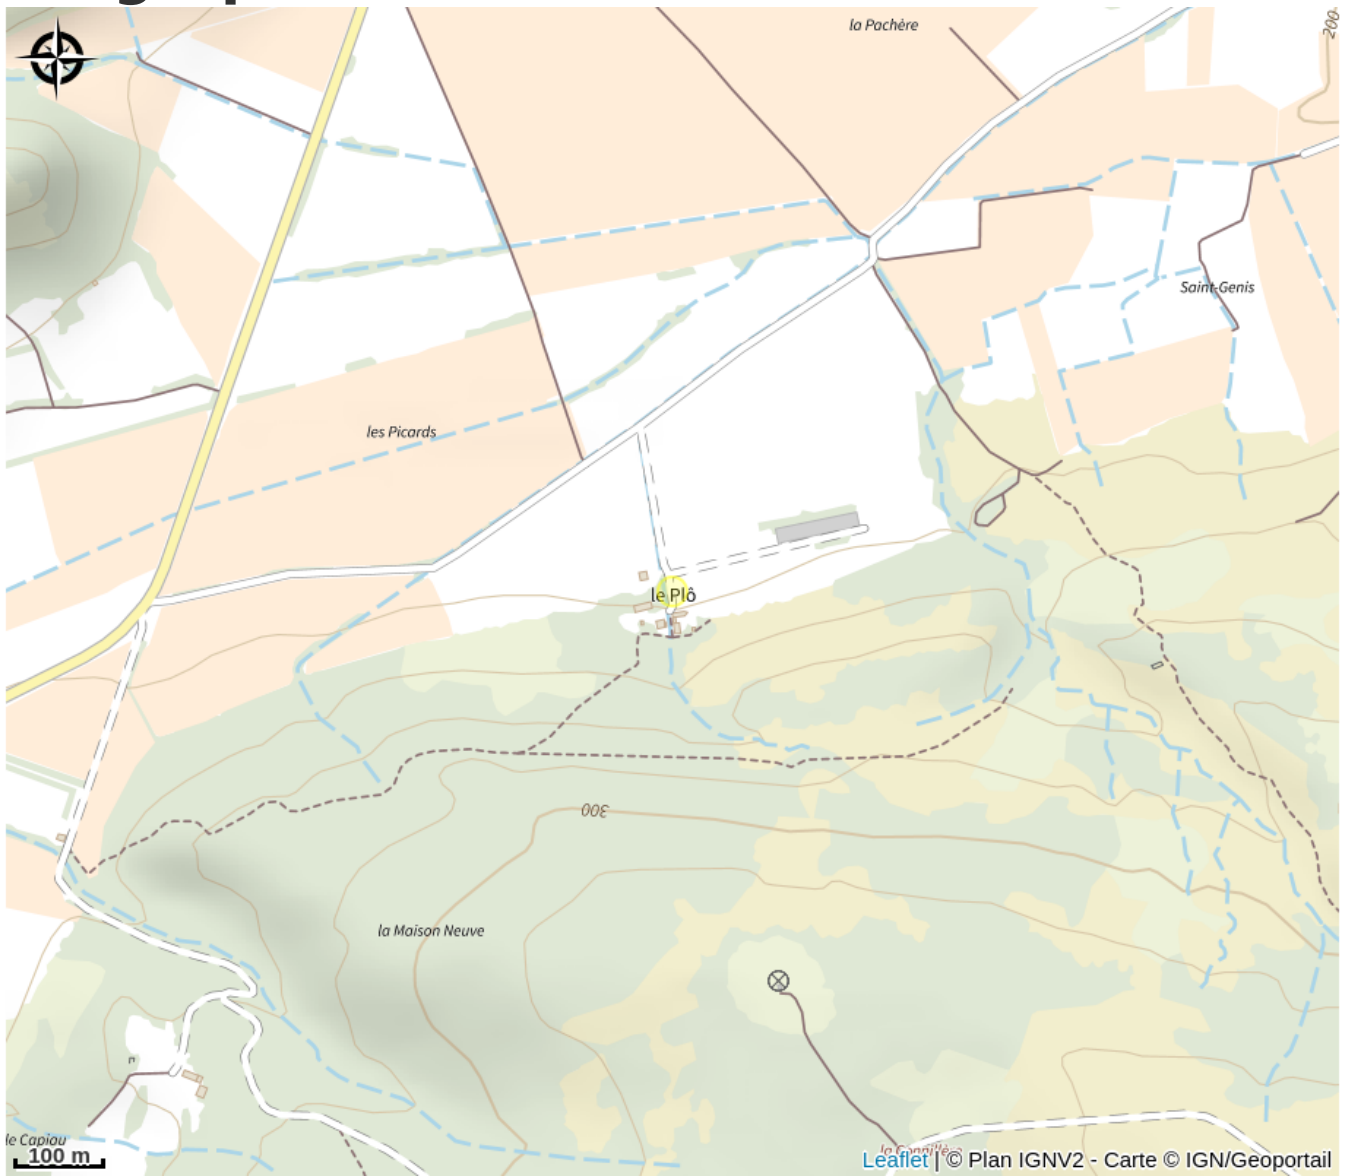 la Pachère
200
Saint-Genis
les Picards
le Plô
300
la Maison Neuve
le Capiau
100 m
Leaflet | © Plan IGNV2 - Carte © IGN/Geoportail